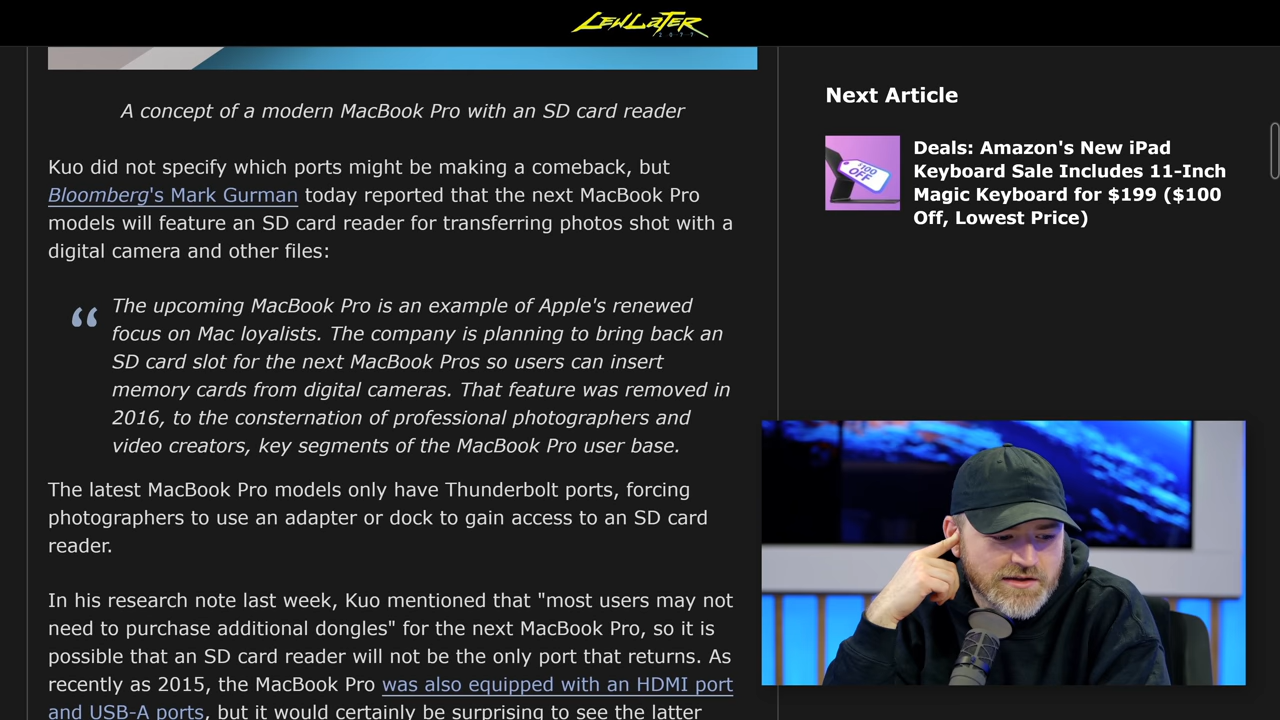 LEWLATER
2077
A concept of a modern MacBook Pro with an SD card reader
Kuo did not specify which ports might be making a comeback, but
Bloomberg's Mark Gurman today reported that the next MacBook Pro
models will feature an SD card reader for transferring photos shot with a
digital camera and other files:
“
The upcoming MacBook Pro is an example of Apple's renewed
focus on Mac loyalists. The company is planning to bring back an
SD card slot for the next MacBook Pros so users can insert
memory cards from digital cameras. That feature was removed in
2016, to the consternation of professional photographers and
video creators, key segments of the MacBook Pro user base.
The latest MacBook Pro models only have Thunderbolt ports, forcing
photographers to use an adapter or dock to gain access to an SD card
reader.
In his research note last week, Kuo mentioned that "most users may not
need to purchase additional dongles" for the next MacBook Pro, so it is
possible that an SD card reader will not be the only port that returns. As
recently as 2015, the MacBook Pro was also equipped with an HDMI port
and USB-A ports, but it would certainly be surprising to see the latter
Next Article
$100
OFF
Deals: Amazon's New iPad
Keyboard Sale Includes 11-Inch
Magic Keyboard for $199 ($100
Off, Lowest Price)